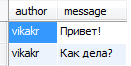 author message
vikakr Привет!
vikakr Как дела?